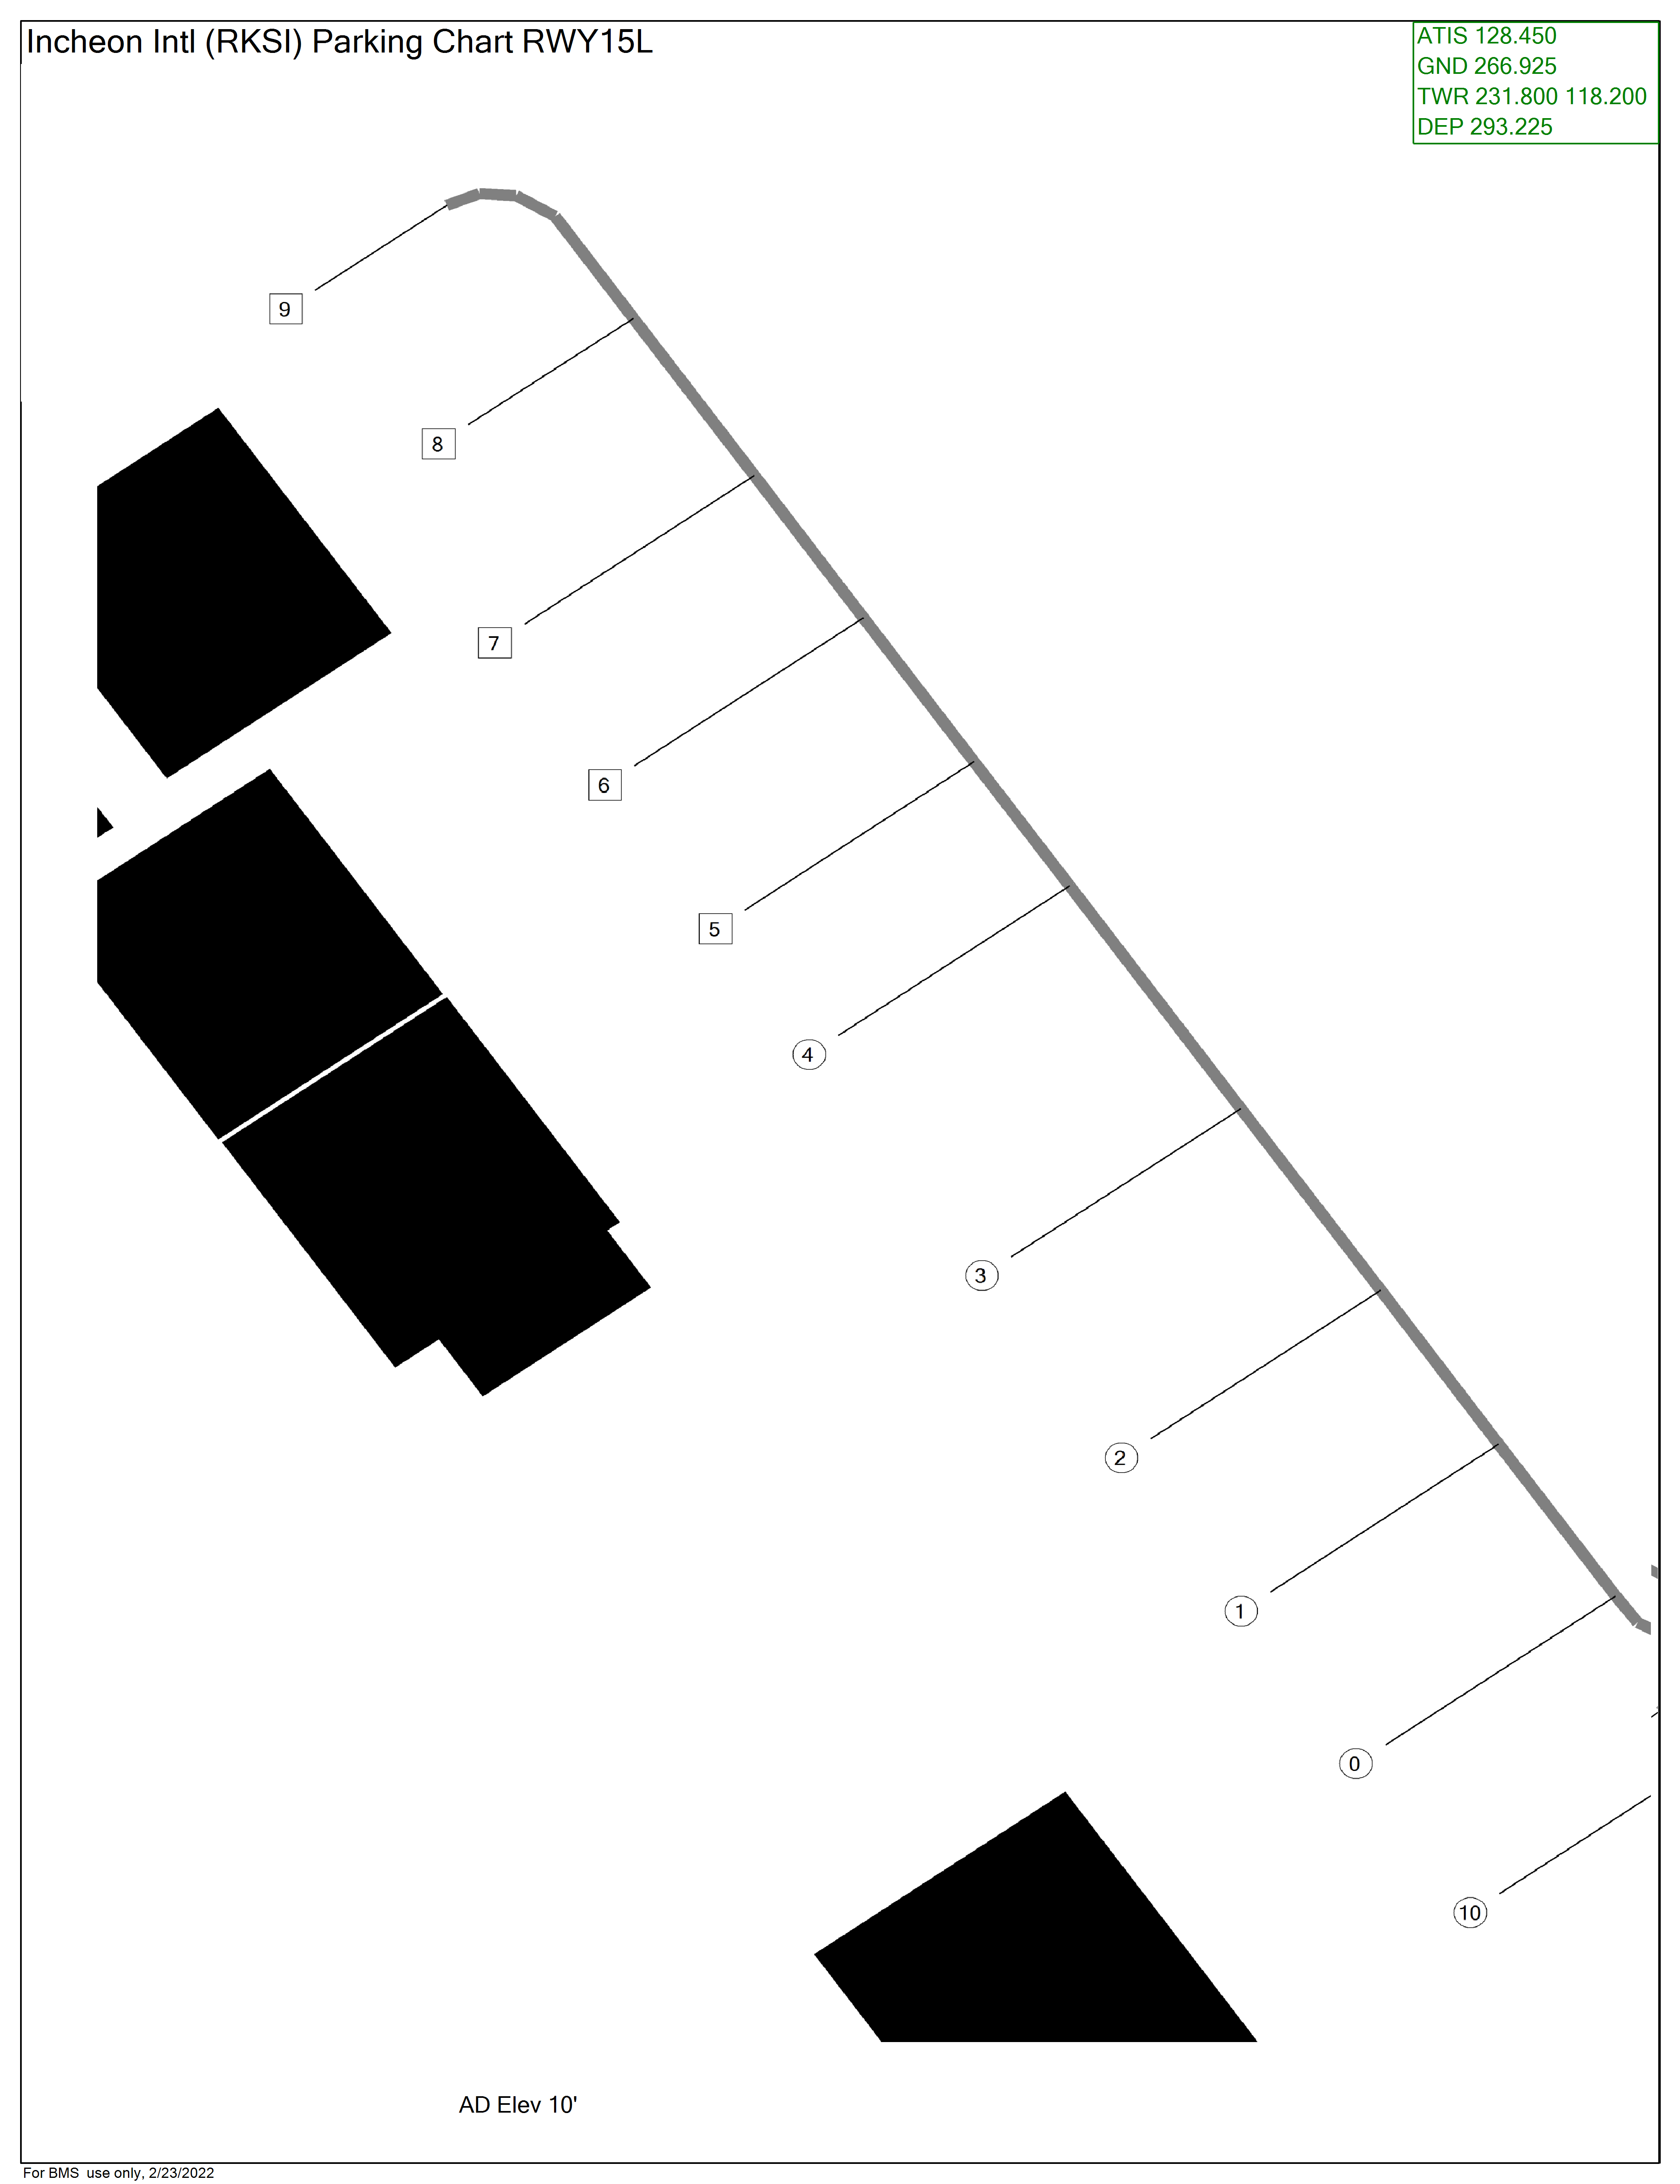 Incheon Intl (RKSI) Parking Chart RWY15L
ATIS 128.450
GND 266.925
TWR 231.800 118.200
DEP 293.225
9
8
7
6
5
4
3
2
1
0
10
AD Elev 10'
For BMS  use only, 2/23/2022